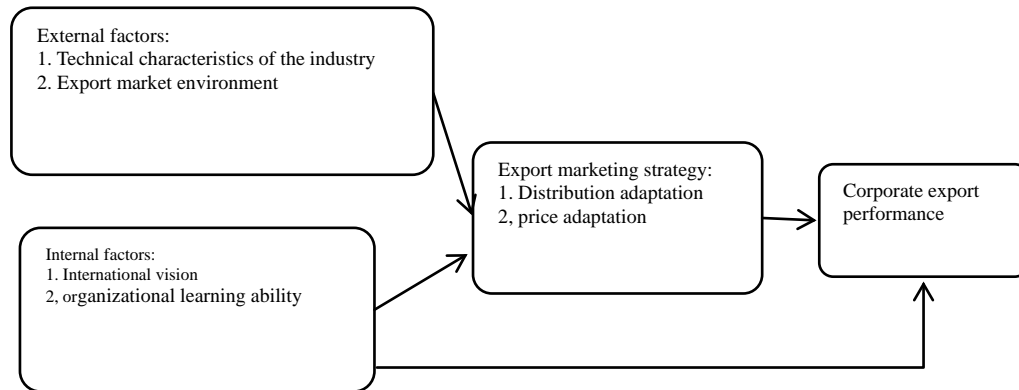 External factors:
1. Technical characteristics of the industry
2. Export market environment
Export marketing strategy:
1. Distribution adaptation
2, price adaptation
Corporate export
performance
Internal factors:
1. International vision
2, organizational learning ability